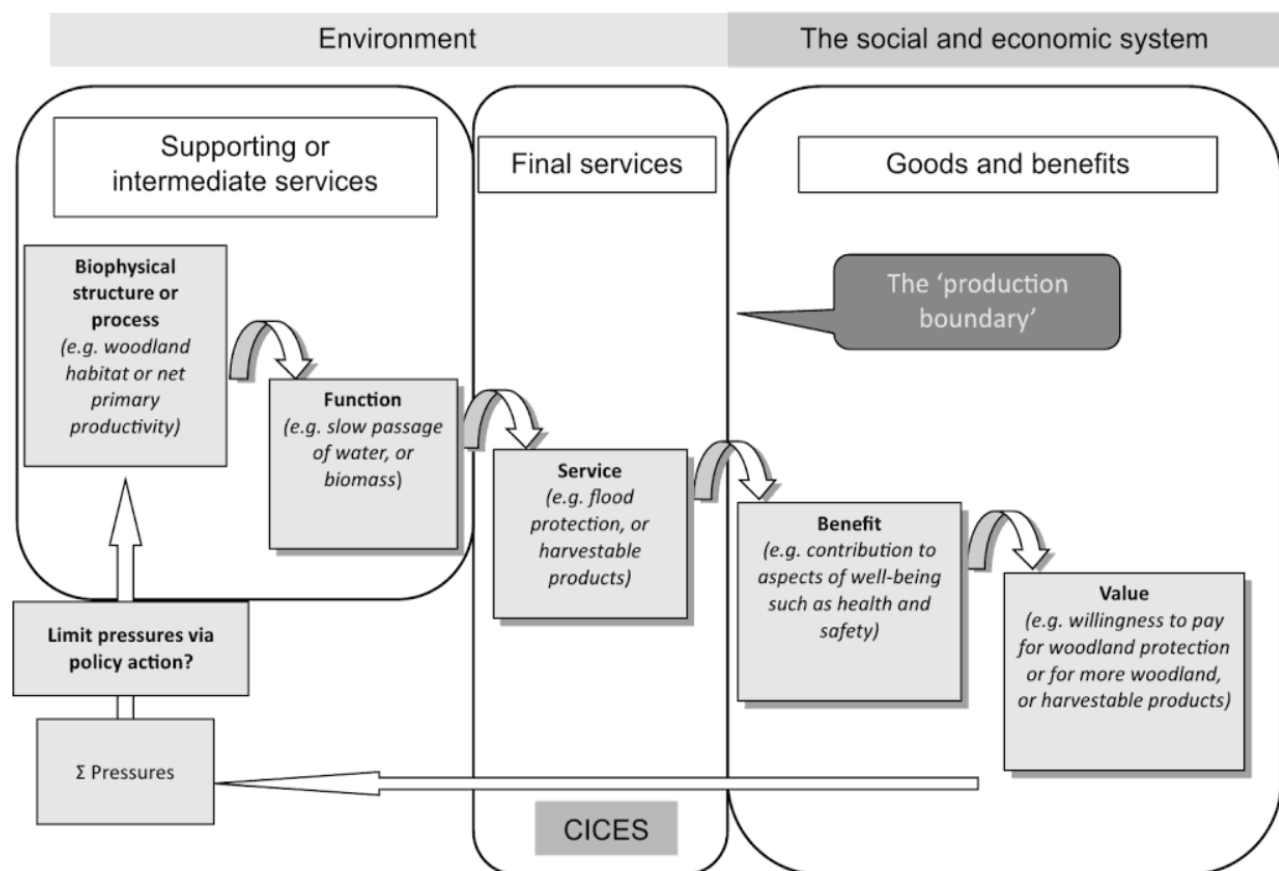 Environment
The social and economic system
Supporting or
intermediate services
Final services
Goods and benefits
Biophysical
structure or
process
(e.g. woodland
habitat or net
primary
productivity)
The ‘production
boundary’
Function
(e.g. slow passage
of water, or
biomass)
Service
(e.g. flood
protection, or
harvestable
products)
Benefit
(e.g. contribution to
aspects of well-being
such as health and
safety)
Value
(e.g. willingness to pay
for woodland protection
or for more woodland,
or harvestable products)
Limit pressures via
policy action?
Σ Pressures
CICES